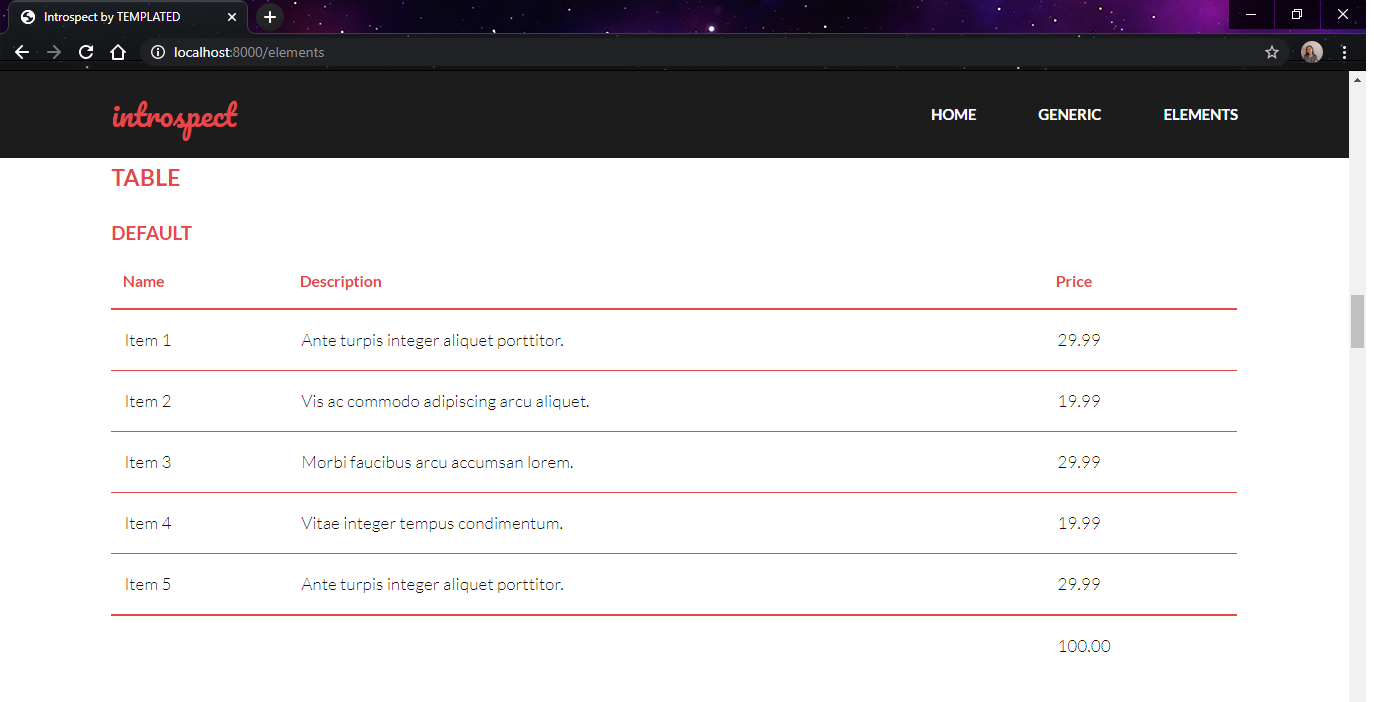 Introspect by TEMPLATED
localhost:8000/elements
introspect
HOME GENERIC ELEMENTS
TABLE
DEFAULT
Name Description Price
Item 1 Ante turpis integer aliquet porttitor. 29.99
Item 2 Vis ac commodo adipiscing arcu aliquet. 19.99
Item 3 Morbi faucibus arcu accumsan lorem. 29.99
Item 4 Vitae integer tempus condimentum. 19.99
Item 5 Ante turpis integer aliquet porttitor. 29.99
100.00